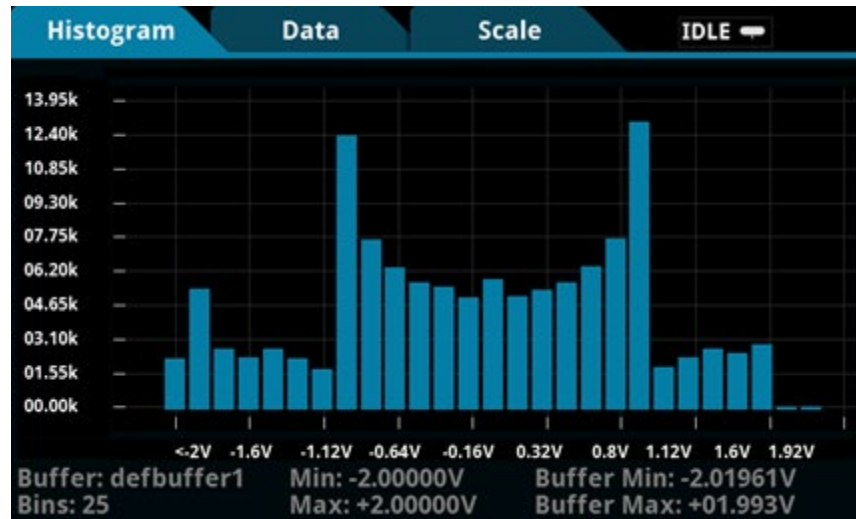 Histogram Data Scale IDLE
13.95k
12.40k
10.85k
09.30k
07.75k
06.20k
04.65k
03.10k
01.55k
00.00k
<-2V -1.6V -1.12V -0.64V -0.16V 0.32V 0.8V 1.12V 1.6V 1.92V
Buffer: defbuffer1 Min: -2.00000V Buffer Min: -2.01961V
Bins: 25 Max: +2.00000V Buffer Max: +01.993V